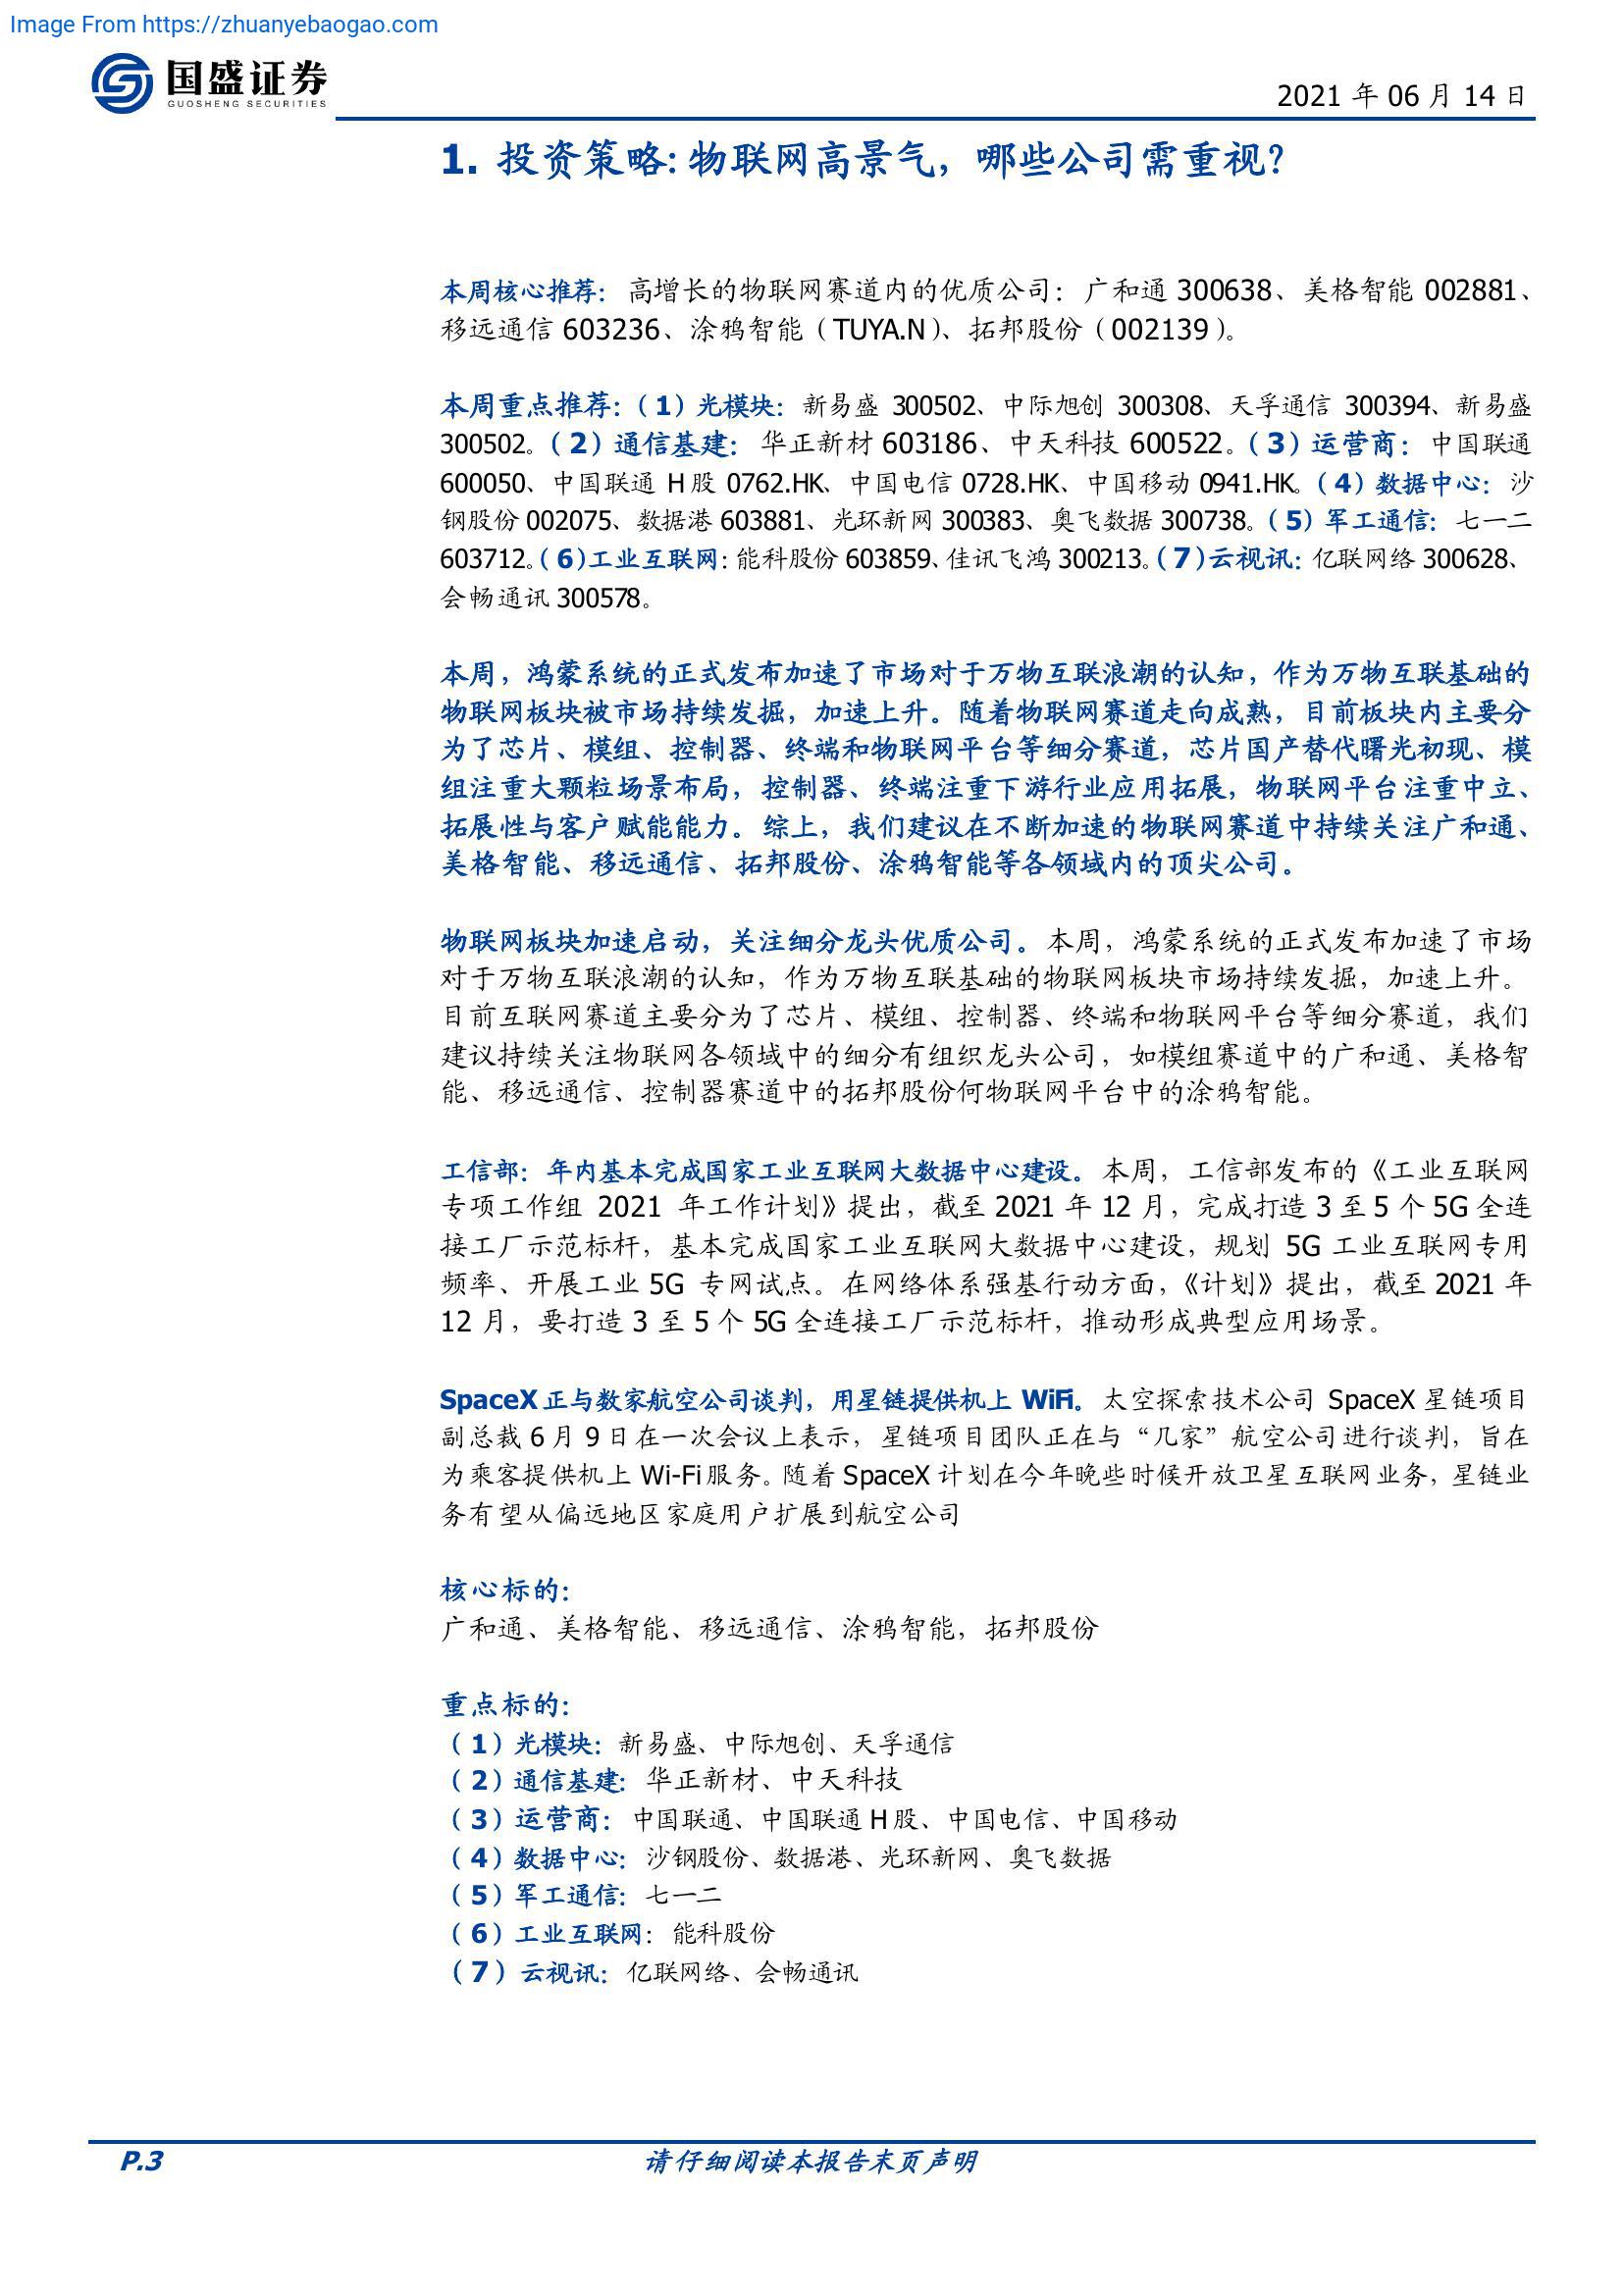 Image From https://zhuanyebaogao.com
国盛证券
GUOSHENG SECURITIES
2021 年 06 月 14 日
1. 投资策略：物联网高景气，哪些公司需重视？
本周核心推荐：高增长的物联网赛道内的优质公司：广和通 300638、美格智能 002881、
移远通信 603236、涂鸦智能（TUYA.N）、拓邦股份（002139）。
本周重点推荐：（1）光模块：新易盛 300502、中际旭创 300308、天孚通信 300394、新易盛
300502。（2）通信基建：华正新材 603186、中天科技 600522。（3）运营商：中国联通
600050、中国联通 H 股 0762.HK、中国电信 0728.HK、中国移动 0941.HK。（4）数据中心：沙
钢股份 002075、数据港 603881、光环新网 300383、奥飞数据 300738。（5）军工通信：七一二
603712。（6）工业互联网：能科股份 603859、佳讯飞鸿 300213。（7）云视讯：亿联网络 300628、
会畅通讯 300578。
本周，鸿蒙系统的正式发布加速了市场对于万物互联浪潮的认知，作为万物互联基础的
物联网板块被市场持续发掘，加速上升。随着物联网赛道走向成熟，目前板块内主要分
为了芯片、模组、控制器、终端和物联网平台等细分赛道，芯片国产替代曙光初现、模
组注重大颗粒场景布局，控制器、终端注重下游行业应用拓展，物联网平台注重中立、
拓展性与客户赋能能力。综上，我们建议在不断加速的物联网赛道中持续关注广和通、
美格智能、移远通信、拓邦股份、涂鸦智能等各领域内的顶尖公司。
物联网板块加速启动，关注细分龙头优质公司。本周，鸿蒙系统的正式发布加速了市场
对于万物互联浪潮的认知，作为万物互联基础的物联网板块市场持续发掘，加速上升。
目前互联网赛道主要分为了芯片、模组、控制器、终端和物联网平台等细分赛道，我们
建议持续关注物联网各领域中的细分有组织龙头公司，如模组赛道中的广和通、美格智
能、移远通信、控制器赛道中的拓邦股份何物联网平台中的涂鸦智能。
工信部：年内基本完成国家工业互联网大数据中心建设。本周，工信部发布的《工业互联网
专项工作组 2021 年工作计划》提出，截至 2021 年 12 月，完成打造 3 至 5 个 5G 全连
接工厂示范标杆，基本完成国家工业互联网大数据中心建设，规划 5G 工业互联网专用
频率、开展工业 5G 专网试点。在网络体系强基行动方面，《计划》提出，截至 2021 年
12 月，要打造 3 至 5 个 5G 全连接工厂示范标杆，推动形成典型应用场景。
SpaceX 正与数家航空公司谈判，用星链提供机上 WiFi。太空探索技术公司 SpaceX 星链项目
副总裁 6 月 9 日在一次会议上表示，星链项目团队正在与“几家”航空公司进行谈判，旨在
为乘客提供机上 Wi-Fi 服务。随着 SpaceX 计划在今年晚些时候开放卫星互联网业务，星链业
务有望从偏远地区家庭用户扩展到航空公司
核心标的：
广和通、美格智能、移远通信、涂鸦智能，拓邦股份
重点标的：
（1）光模块：新易盛、中际旭创、天孚通信
（2）通信基建：华正新材、中天科技
（3）运营商：中国联通、中国联通 H 股、中国电信、中国移动
（4）数据中心：沙钢股份、数据港、光环新网、奥飞数据
（5）军工通信：七一二
（6）工业互联网：能科股份
（7）云视讯：亿联网络、会畅通讯
P.3
请仔细阅读本报告末页声明